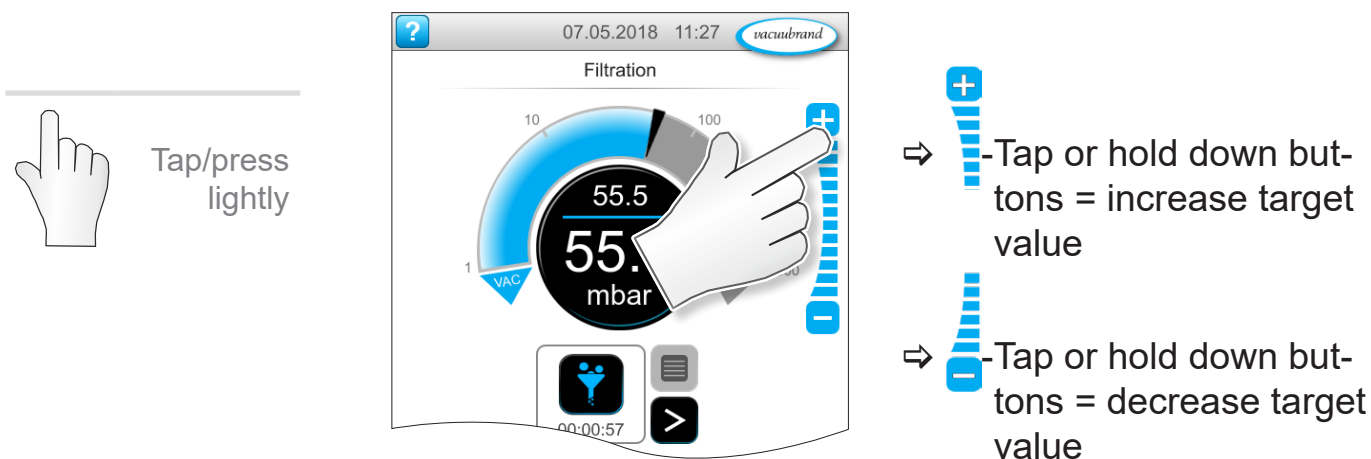 Tap/press
lightly
?
07.05.2018 11:27
vacuubrand
Filtration
10
100
1
VAC
55.5
55.
mbar
00:00:57
>
+
-Tap or hold down but-
tons = increase target
value
-Tap or hold down but-
tons = decrease target
value